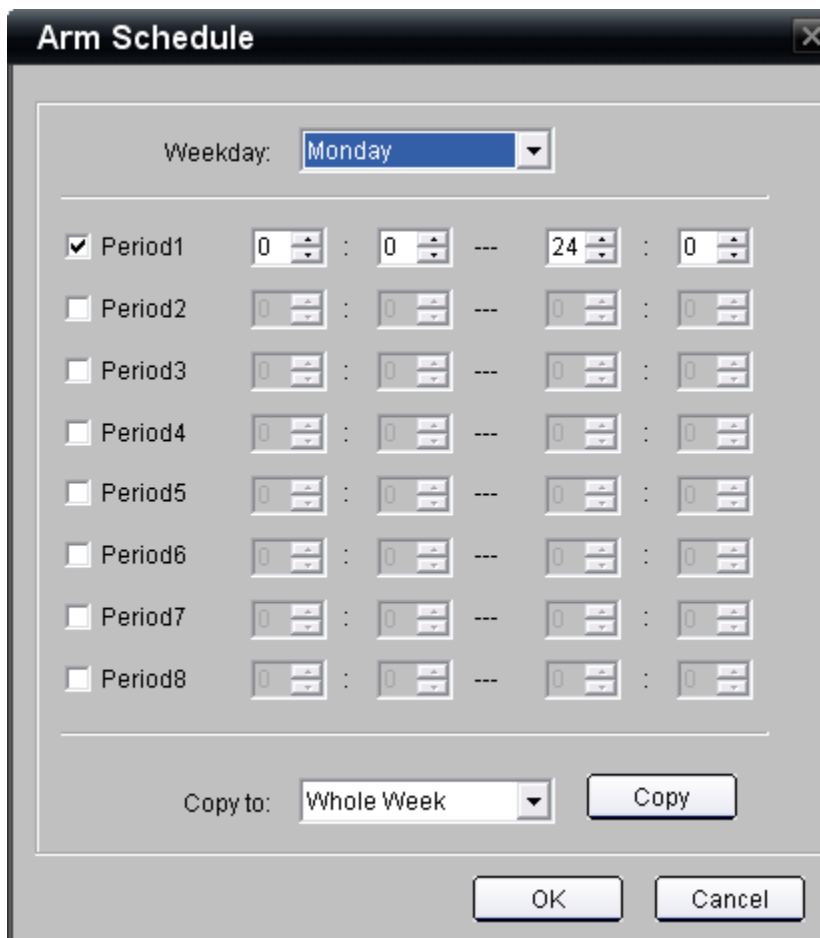 Arm Schedule
Weekday: Monday
Period1 0 : 0 --- 24 : 0
Period2 0 : 0 --- 0 : 0
Period3 0 : 0 --- 0 : 0
Period4 0 : 0 --- 0 : 0
Period5 0 : 0 --- 0 : 0
Period6 0 : 0 --- 0 : 0
Period7 0 : 0 --- 0 : 0
Period8 0 : 0 --- 0 : 0
Copy to: Whole Week Copy
OK Cancel